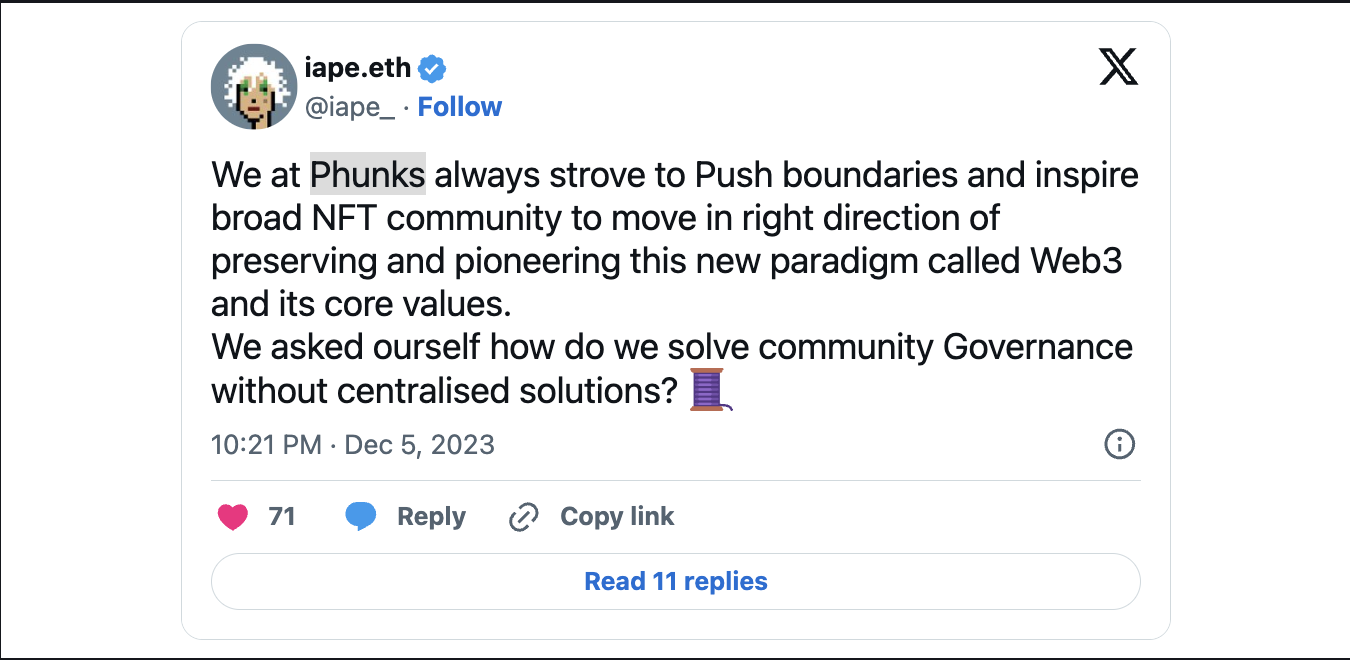 iape.eth
@iape_ · Follow
We at Phunks always strove to Push boundaries and inspire
broad NFT community to move in right direction of
preserving and pioneering this new paradigm called Web3
and its core values.
We asked ourself how do we solve community Governance
without centralised solutions? 🧵
10:21 PM · Dec 5, 2023
71 Reply Copy link
Read 11 replies